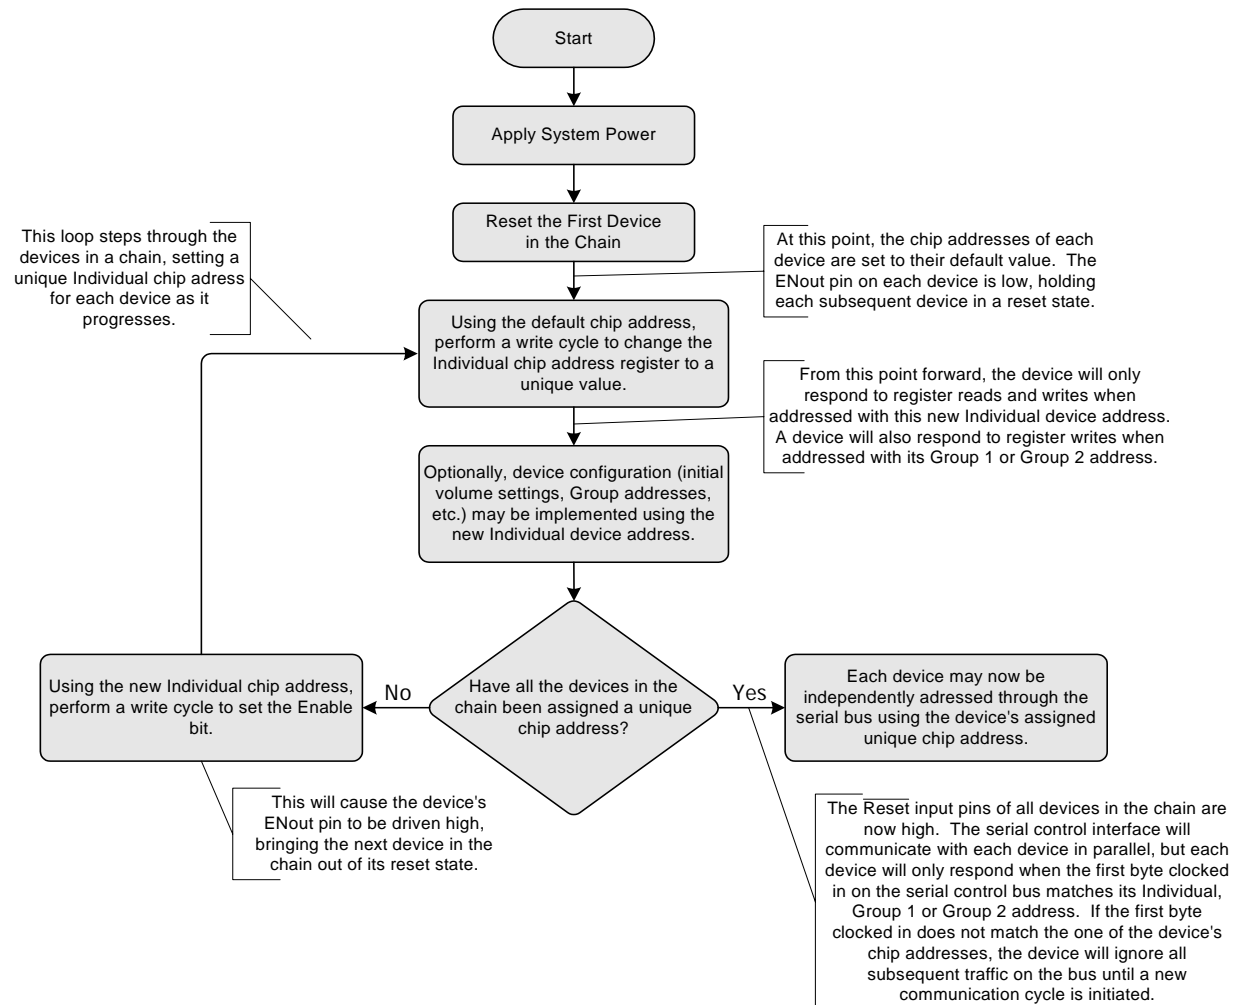 Start
Apply System Power
Reset the First Device
in the Chain
This loop steps through the
devices in a chain, setting a
unique Individual chip adress
for each device as it
progresses.
At this point, the chip addresses of each
device are set to their default value.  The
ENout pin on each device is low, holding
each subsequent device in a reset state.
Using the default chip address,
perform a write cycle to change the
Individual chip address register to a
unique value.
From this point forward, the device will only
respond to register reads and writes when
addressed with this new Individual device address.
A device will also respond to register writes when
addressed with its Group 1 or Group 2 address.
Optionally, device configuration (initial
volume settings, Group addresses,
etc.) may be implemented using the
new Individual device address.
Using the new Individual chip address,
perform a write cycle to set the Enable
bit.
No
Have all the devices in the
chain been assigned a unique
chip address?
Yes
Each device may now be
independently adressed through the
serial bus using the device's assigned
unique chip address.
This will cause the device's
ENout pin to be driven high,
bringing the next device in the
chain out of its reset state.
The Reset input pins of all devices in the chain are
now high.  The serial control interface will
communicate with each device in parallel, but each
device will only respond when the first byte clocked
in on the serial control bus matches its Individual,
Group 1 or Group 2 address.  If the first byte
clocked in does not match the one of the device's
chip addresses, the device will ignore all
subsequent traffic on the bus until a new
communication cycle is initiated.